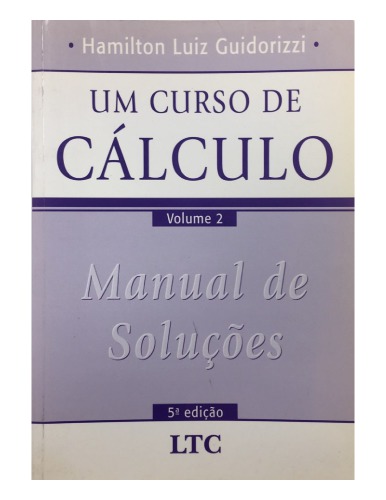 • Hamilton Luiz Guidorizzi •
UM CURSO DE
CÁLCULO
Volume 2
Manual de
Soluções
5ª edição
LTC